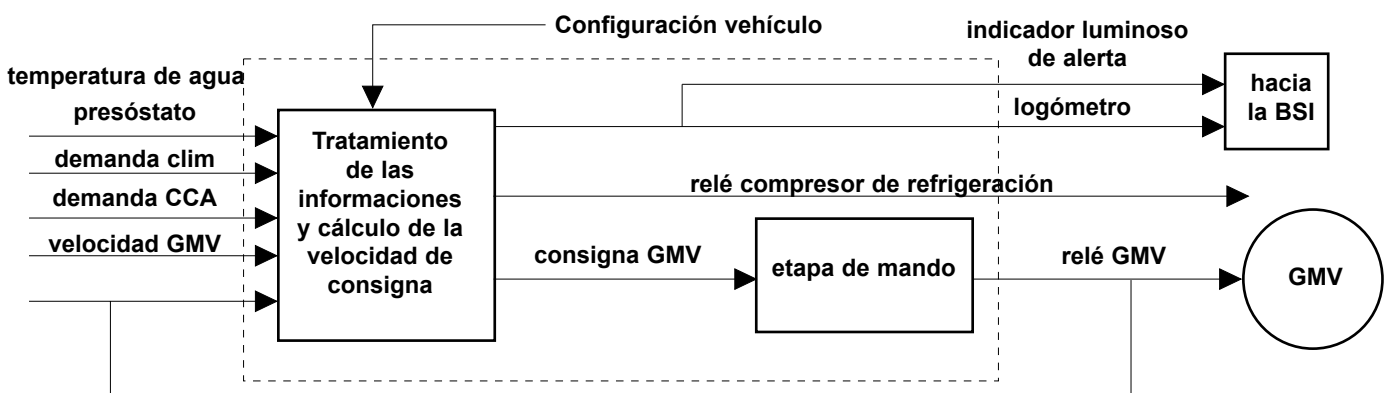 Configuración vehículo
indicador luminoso
de alerta
temperatura de agua
presóstato
demanda clim
demanda CCA
velocidad GMV
Tratamiento
de las
informaciones
y cálculo de la
velocidad de
consigna
logómetro
hacia
la BSI
relé compresor de refrigeración
consigna GMV
etapa de mando
relé GMV
GMV